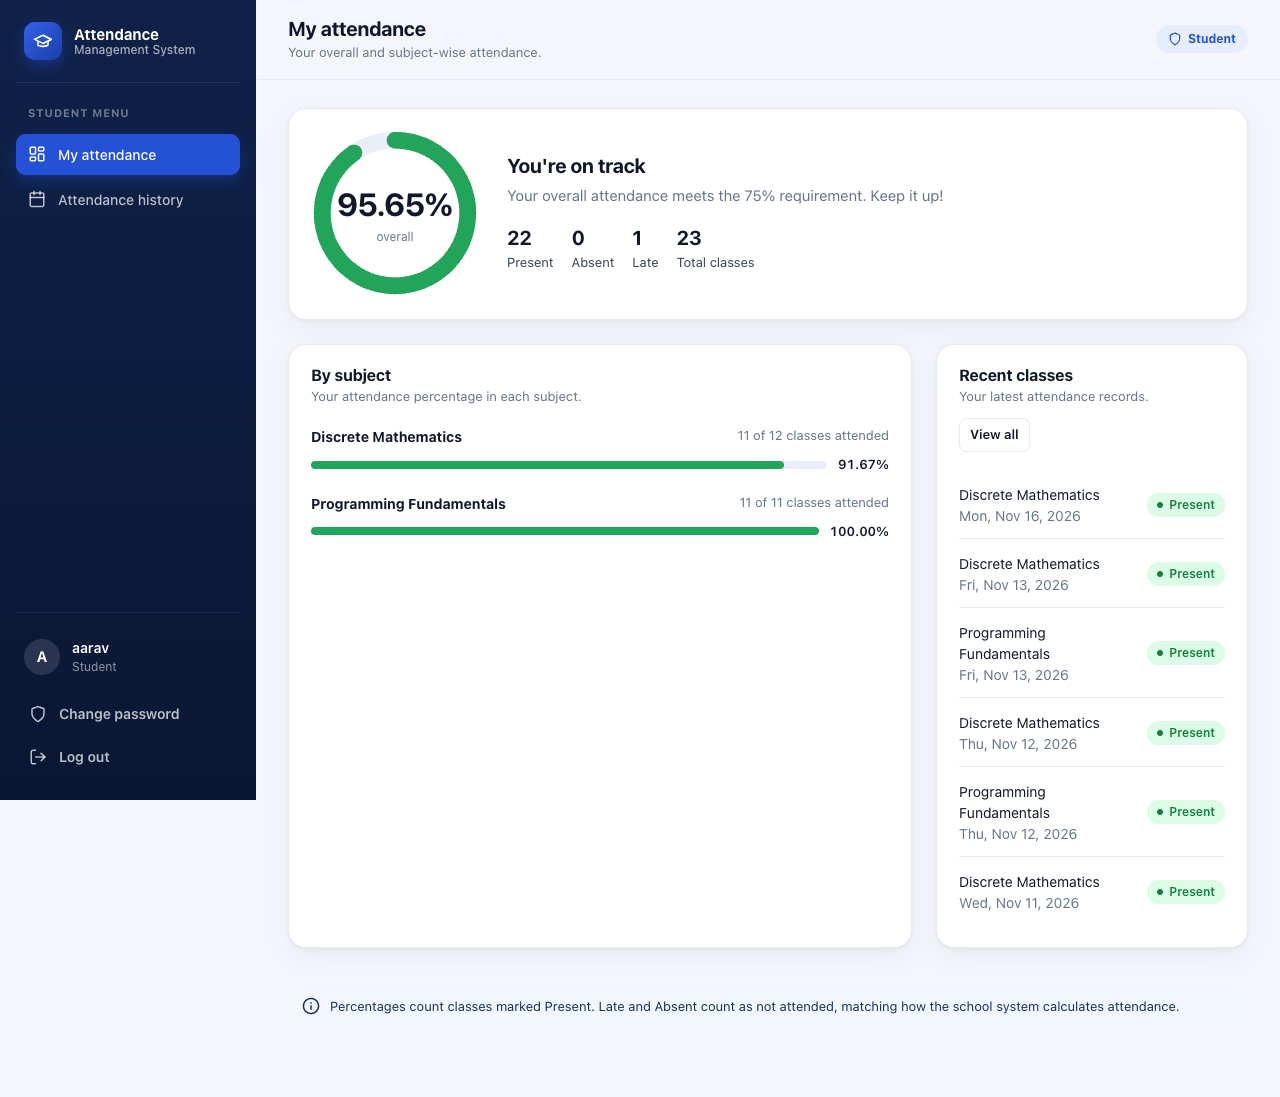 Attendance
Management System
STUDENT MENU
My attendance
Attendance history
aarav
A
Student
Change password
Log out
My attendance
Your overall and subject-wise attendance.
Student
95.65%
overall
You're on track
Your overall attendance meets the 75% requirement. Keep it up!
22 0 1 23
Present Absent Late Total classes
By subject
Your attendance percentage in each subject.
Discrete Mathematics 11 of 12 classes attended
91.67%
Programming Fundamentals 11 of 11 classes attended
100.00%
Recent classes
Your latest attendance records.
View all
Discrete Mathematics
Mon, Nov 16, 2026
Present
Discrete Mathematics
Fri, Nov 13, 2026
Present
Programming
Fundamentals
Fri, Nov 13, 2026
Present
Discrete Mathematics
Thu, Nov 12, 2026
Present
Programming
Fundamentals
Thu, Nov 12, 2026
Present
Discrete Mathematics
Wed, Nov 11, 2026
Present
Percentages count classes marked Present. Late and Absent count as not attended, matching how the school system calculates attendance.